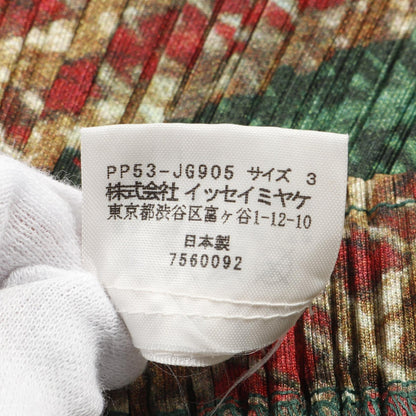 PP53-JG905 サイズ 3
株式会社 イッセイミヤケ
東京都渋谷区富ヶ谷1-12-10
日本製
7560092